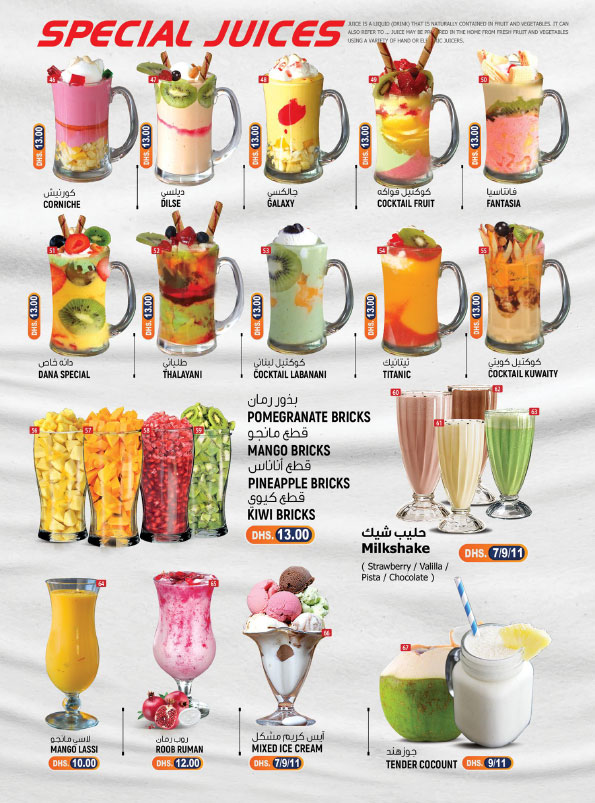 SPECIAL JUICES
JUICE IS A LIQUID (DRINK) THAT IS NATURALLY CONTAINED IN FRUIT AND VEGETABLES. IT CAN
ALSO REFER TO ... JUICE MAY BE IN THE HOME FROM FRESH FRUIT AND VEGETABLES
USING A VARIETY OF HAND OR JUICERS.
46
47
48
49
50
DHS. 13.00
DHS. 13.00
DHS. 13.00
DHS. 13.00
DHS. 13.00
كورنيش
CORNICHE
ديلسي
DILSE
جالكسي
GALAXY
كوكتيل فواكه
COCKTAIL FRUIT
فانتاسيا
FANTASIA
51
52
53
54
55
DHS. 13.00
DHS. 13.00
DHS. 13.00
DHS. 13.00
DHS. 13.00
دانه خاص
DANA SPECIAL
طلياني
THALAYANI
كوكتيل لبناني
COCKTAIL LABANANI
تيتانيك
TITANIC
كوكتيل كويتي
COCKTAIL KUWAITY
56
57
58
59
بذور رمان
POMEGRANATE BRICKS
قطع مانجو
MANGO BRICKS
قطع أناناس
PINEAPPLE BRICKS
قطع كيوي
KIWI BRICKS
DHS. 13.00
60
61
62
63
حليب شيك
Milkshake
DHS. 7/9/11
( Strawberry / Valilla /
Pista / Chocolate )
64
65
66
67
لاسي مانجو
MANGO LASSI
DHS. 10.00
روب رمان
ROOB RUMAN
DHS. 12.00
آيس كريم مشكل
MIXED ICE CREAM
DHS. 7/9/11
جوز هند
TENDER COCOUNT
DHS. 9/11